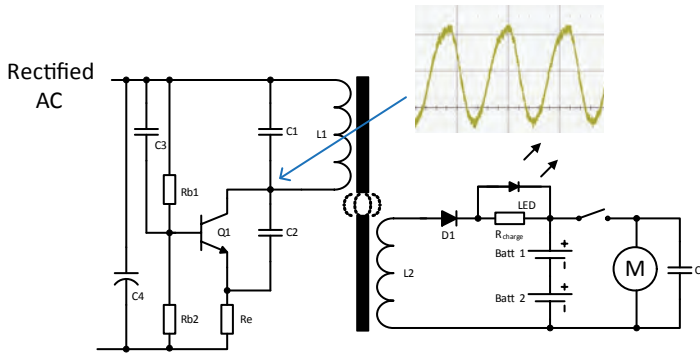 Rectified
AC
C3
C1
L1
Rb1
Q1
C2
C4
Rb2
Re
L2
D1
LED
Rcharge
Batt 1
+
−
Batt 2
+
−
M
C